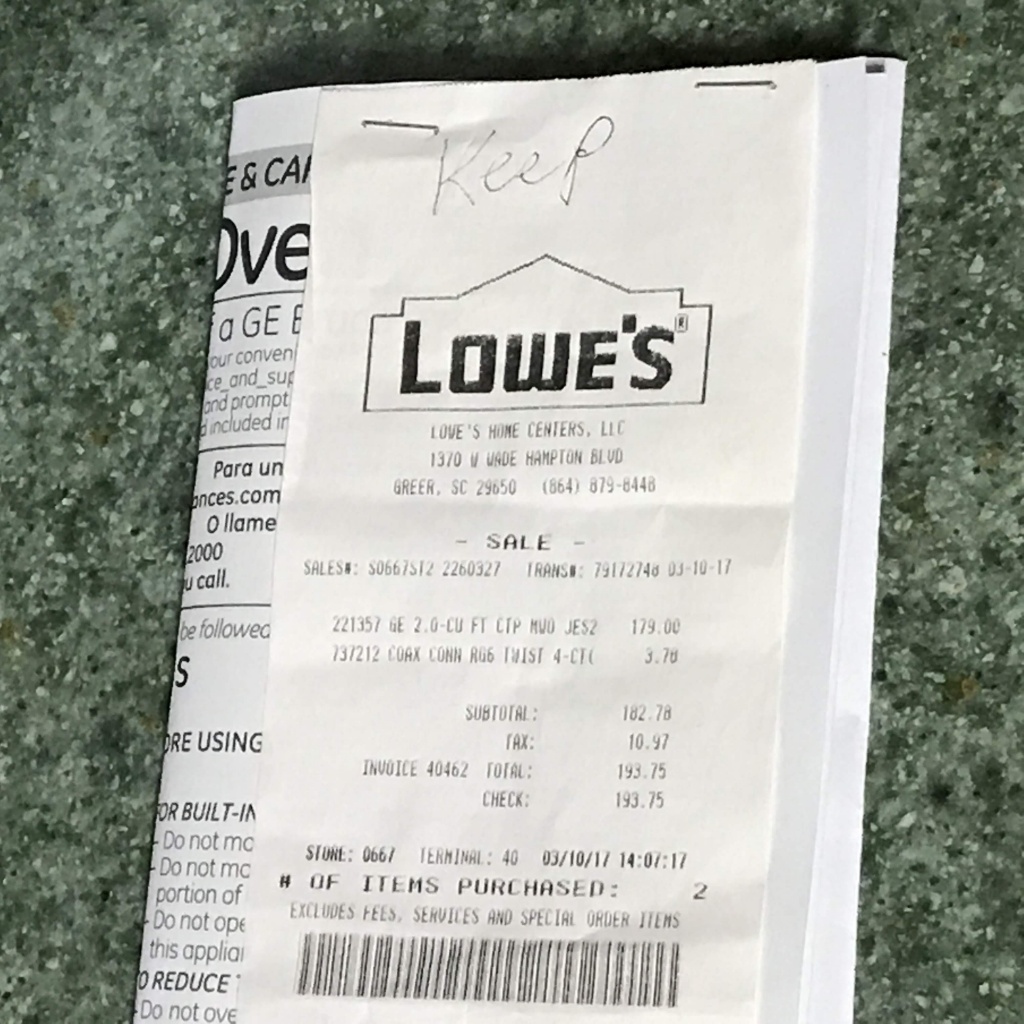 Keep
LOWE'S®
LOWE'S HOME CENTERS, LLC
1370 W WADE HAMPTON BLVD
GREER, SC 29650 (864) 879-8448
- SALE -
SALES#: S0667ST2 2260327 TRANS#: 79172748 03-10-17
221357 GE 2.0-CU FT CTP MWO JES2 179.00
737212 COAX CONN RG6 TWIST 4-CT( 3.78
SUBTOTAL: 182.78
TAX: 10.97
INVOICE 40462 TOTAL: 193.75
CHECK: 193.75
STORE: 0667 TERMINAL: 40 03/10/17 14:07:17
# OF ITEMS PURCHASED: 2
EXCLUDES FEES, SERVICES AND SPECIAL ORDER ITEMS
E & CAR
Ove
f a GE
our conven
ce_and_sup
and prompt
d included in
Para un
ances.com
O llame
2000
u call.
be followed
S
ORE USING
OR BUILT-IN
- Do not mo
- Do not mo
portion of
- Do not ope
this applia
O REDUCE
- Do not ove